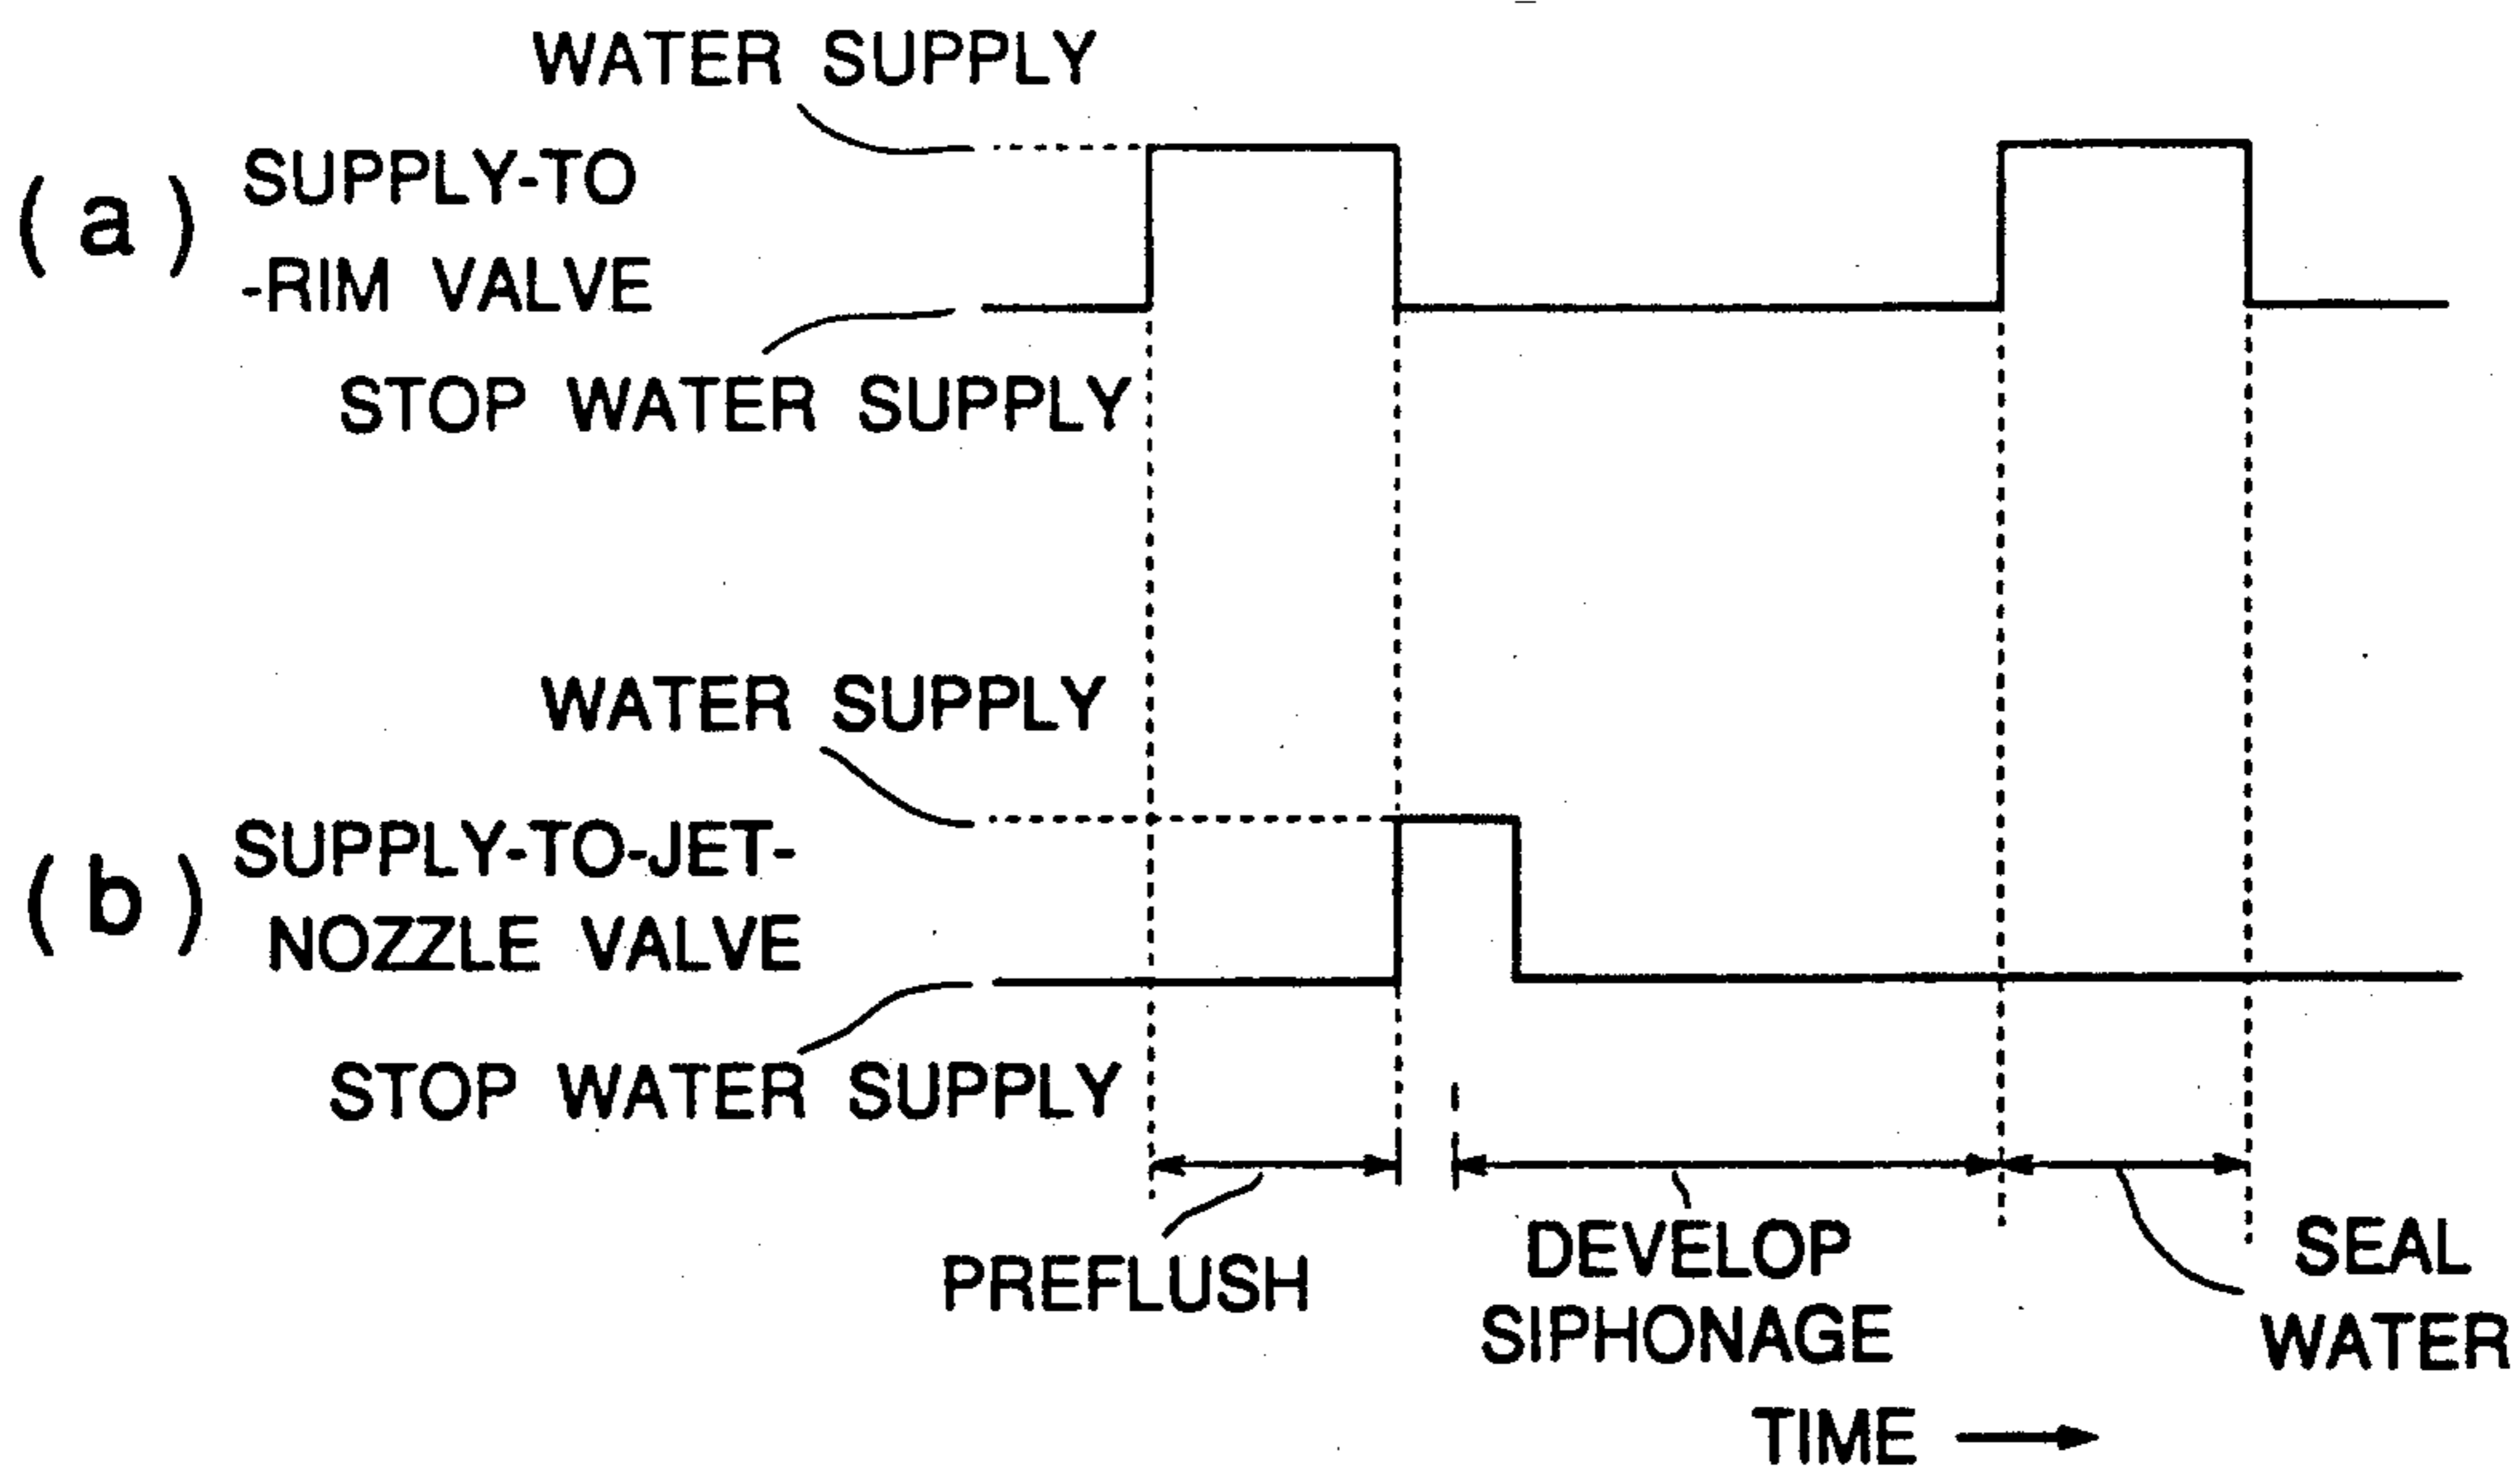 WATER SUPPLY
(a) SUPPLY-TO
-RIM VALVE
STOP WATER SUPPLY
WATER SUPPLY
(b) SUPPLY-TO-JET-
NOZZLE VALVE
STOP WATER SUPPLY
PREFLUSH
DEVELOP
SIPHONAGE
SEAL
WATER
TIME